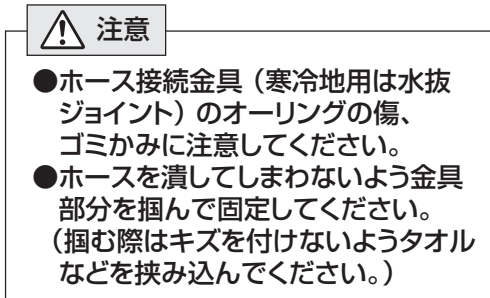 注意
●ホース接続金具（寒冷地用は水抜
ジョイント）のオーリングの傷、
ゴミかみに注意してください。
●ホースを潰してしまわないよう金具
部分を掴んで固定してください。
（掴む際はキズを付けないようタオル
などを挟み込んでください。）